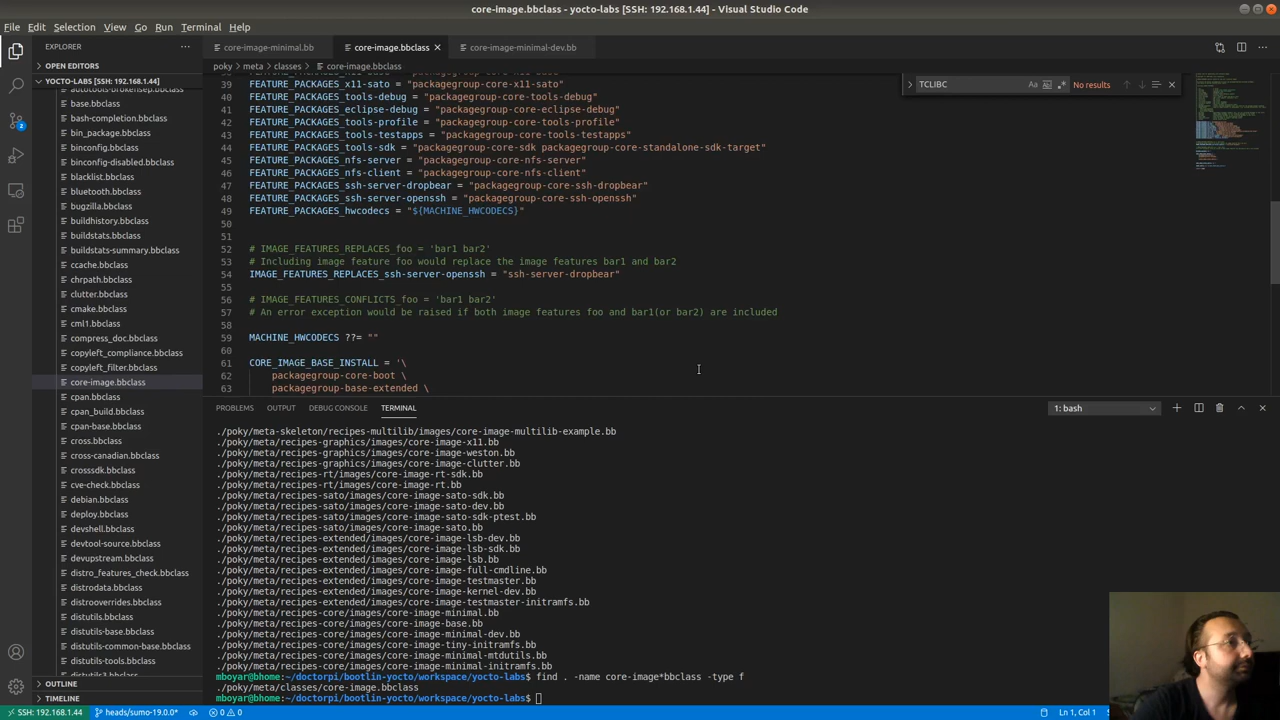 core-image.bbclass - yocto-labs [SSH: 192.168.1.44] - Visual Studio Code
File Edit Selection View Go Run Terminal Help
EXPLORER
core-image-minimal.bb
core-image.bbclass
core-image-minimal-dev.bb
OPEN EDITORS
YOCTO-LABS [SSH: 192.168.1.44]
base.bbclass
bash-completion.bbclass
bin_package.bbclass
binconfig.bbclass
binconfig-disabled.bbclass
blacklist.bbclass
bluetooth.bbclass
bugzilla.bbclass
buildhistory.bbclass
buildstats.bbclass
buildstats-summary.bbclass
ccache.bbclass
chrpath.bbclass
clutter.bbclass
cmake.bbclass
cml1.bbclass
compress_doc.bbclass
copyleft_compliance.bbclass
copyleft_filter.bbclass
core-image.bbclass
cpan.bbclass
cpan_build.bbclass
cpan-base.bbclass
cross.bbclass
cross-canadian.bbclass
crosssdk.bbclass
cve-check.bbclass
debian.bbclass
deploy.bbclass
devshell.bbclass
devtool-source.bbclass
devupstream.bbclass
distro_features_check.bbclass
distrodata.bbclass
distrooverrides.bbclass
distutils.bbclass
distutils-base.bbclass
distutils-common-base.bbclass
distutils-tools.bbclass
OUTLINE
TIMELINE
poky > meta > classes > core-image.bbclass
TCLIBC
Aa
No results
39 FEATURE_PACKAGES_x11-sato = "packagegroup-core-x11-sato"
40 FEATURE_PACKAGES_tools-debug = "packagegroup-core-tools-debug"
41 FEATURE_PACKAGES_eclipse-debug = "packagegroup-core-eclipse-debug"
42 FEATURE_PACKAGES_tools-profile = "packagegroup-core-tools-profile"
43 FEATURE_PACKAGES_tools-testapps = "packagegroup-core-tools-testapps"
44 FEATURE_PACKAGES_tools-sdk = "packagegroup-core-sdk packagegroup-core-standalone-sdk-target"
45 FEATURE_PACKAGES_nfs-server = "packagegroup-core-nfs-server"
46 FEATURE_PACKAGES_nfs-client = "packagegroup-core-nfs-client"
47 FEATURE_PACKAGES_ssh-server-dropbear = "packagegroup-core-ssh-dropbear"
48 FEATURE_PACKAGES_ssh-server-openssh = "packagegroup-core-ssh-openssh"
49 FEATURE_PACKAGES_hwcodecs = "${MACHINE_HWCODECS}"
50
51
52 # IMAGE_FEATURES_REPLACES_foo = 'bar1 bar2'
53 # Including image feature foo would replace the image features bar1 and bar2
54 IMAGE_FEATURES_REPLACES_ssh-server-openssh = "ssh-server-dropbear"
55
56 # IMAGE_FEATURES_CONFLICTS_foo = 'bar1 bar2'
57 # An error exception would be raised if both image features foo and bar1(or bar2) are included
58
59 MACHINE_HWCODECS ??= ""
60
61 CORE_IMAGE_BASE_INSTALL = '\
62 packagegroup-core-boot \
63 packagegroup-base-extended \
PROBLEMS OUTPUT DEBUG CONSOLE TERMINAL
1: bash
./poky/meta-skeleton/recipes-multilib/images/core-image-multilib-example.bb
./poky/meta/recipes-graphics/images/core-image-x11.bb
./poky/meta/recipes-graphics/images/core-image-weston.bb
./poky/meta/recipes-graphics/images/core-image-clutter.bb
./poky/meta/recipes-rt/images/core-image-rt-sdk.bb
./poky/meta/recipes-rt/images/core-image-rt.bb
./poky/meta/recipes-sato/images/core-image-sato-sdk.bb
./poky/meta/recipes-sato/images/core-image-sato-dev.bb
./poky/meta/recipes-sato/images/core-image-sato-sdk-ptest.bb
./poky/meta/recipes-sato/images/core-image-sato.bb
./poky/meta/recipes-extended/images/core-image-lsb-dev.bb
./poky/meta/recipes-extended/images/core-image-lsb-sdk.bb
./poky/meta/recipes-extended/images/core-image-lsb.bb
./poky/meta/recipes-extended/images/core-image-full-cmdline.bb
./poky/meta/recipes-extended/images/core-image-testmaster.bb
./poky/meta/recipes-extended/images/core-image-kernel-dev.bb
./poky/meta/recipes-extended/images/core-image-testmaster-initramfs.bb
./poky/meta/recipes-core/images/core-image-minimal.bb
./poky/meta/recipes-core/images/core-image-base.bb
./poky/meta/recipes-core/images/core-image-minimal-dev.bb
./poky/meta/recipes-core/images/core-image-tiny-initramfs.bb
./poky/meta/recipes-core/images/core-image-minimal-mtdutils.bb
./poky/meta/recipes-core/images/core-image-minimal-initramfs.bb
mboyar@bhome:~/doctorpi/bootlin-yocto/workspace/yocto-labs$ find . -name core-image*bbclass -type f
./poky/meta/classes/core-image.bbclass
mboyar@bhome:~/doctorpi/bootlin-yocto/workspace/yocto-labs$
2
SSH: 192.168.1.44 heads/sumo-19.0.0* 0 0
Ln 1, Col 1